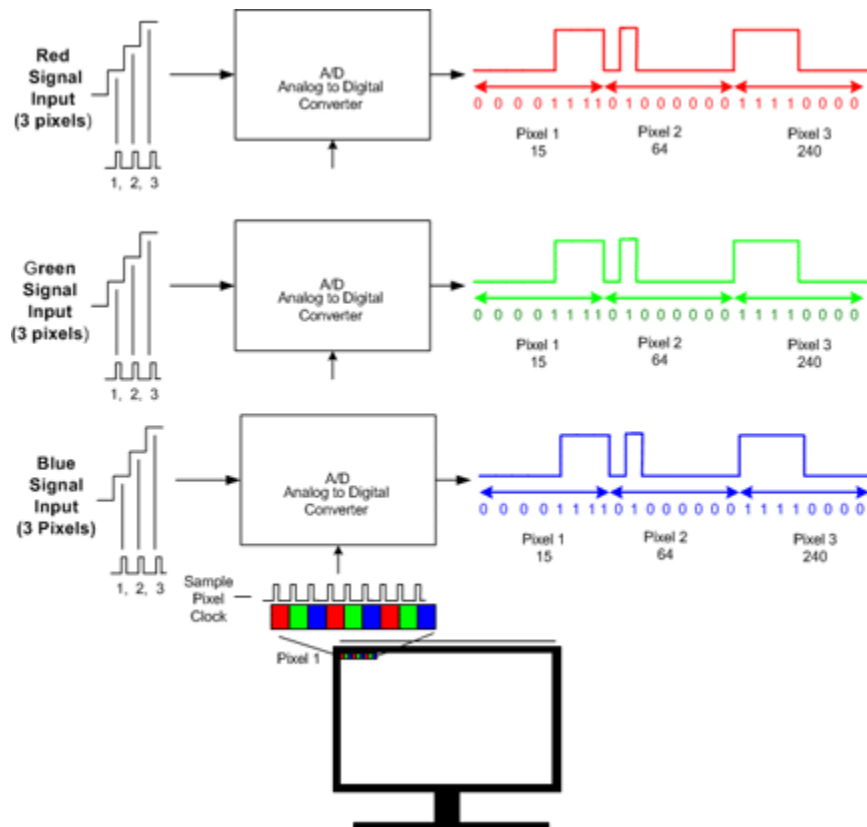 Red
Signal
Input
(3 pixels)
1, 2, 3
A/D
Analog to Digital
Converter
0 0 0 0 1 1 1 1 0 1 0 0 0 0 0 0 1 1 1 1 0 0 0 0
Pixel 1
15
Pixel 2
64
Pixel 3
240
Green
Signal
Input
(3 pixels)
1, 2, 3
A/D
Analog to Digital
Converter
0 0 0 0 1 1 1 1 0 1 0 0 0 0 0 0 1 1 1 1 0 0 0 0
Pixel 1
15
Pixel 2
64
Pixel 3
240
Blue
Signal
Input
(3 Pixels)
1, 2, 3
A/D
Analog to Digital
Converter
0 0 0 0 1 1 1 1 0 1 0 0 0 0 0 0 1 1 1 1 0 0 0 0
Pixel 1
15
Pixel 2
64
Pixel 3
240
Sample
Pixel
Clock
Pixel 1